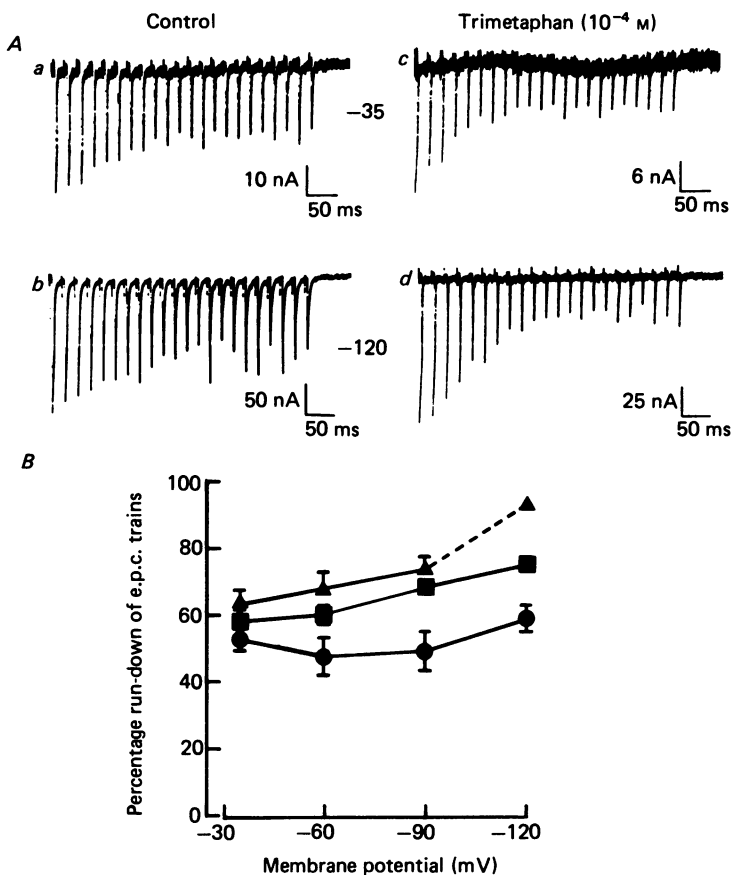 Control
Trimetaphan (10⁻⁴ M)
A
a
c
−35
10 nA
50 ms
6 nA
50 ms
b
d
−120
50 nA
50 ms
25 nA
50 ms
B
Percentage run-down of e.p.c. trains
100
80
60
40
20
0
−30
−60
−90
−120
Membrane potential (mV)